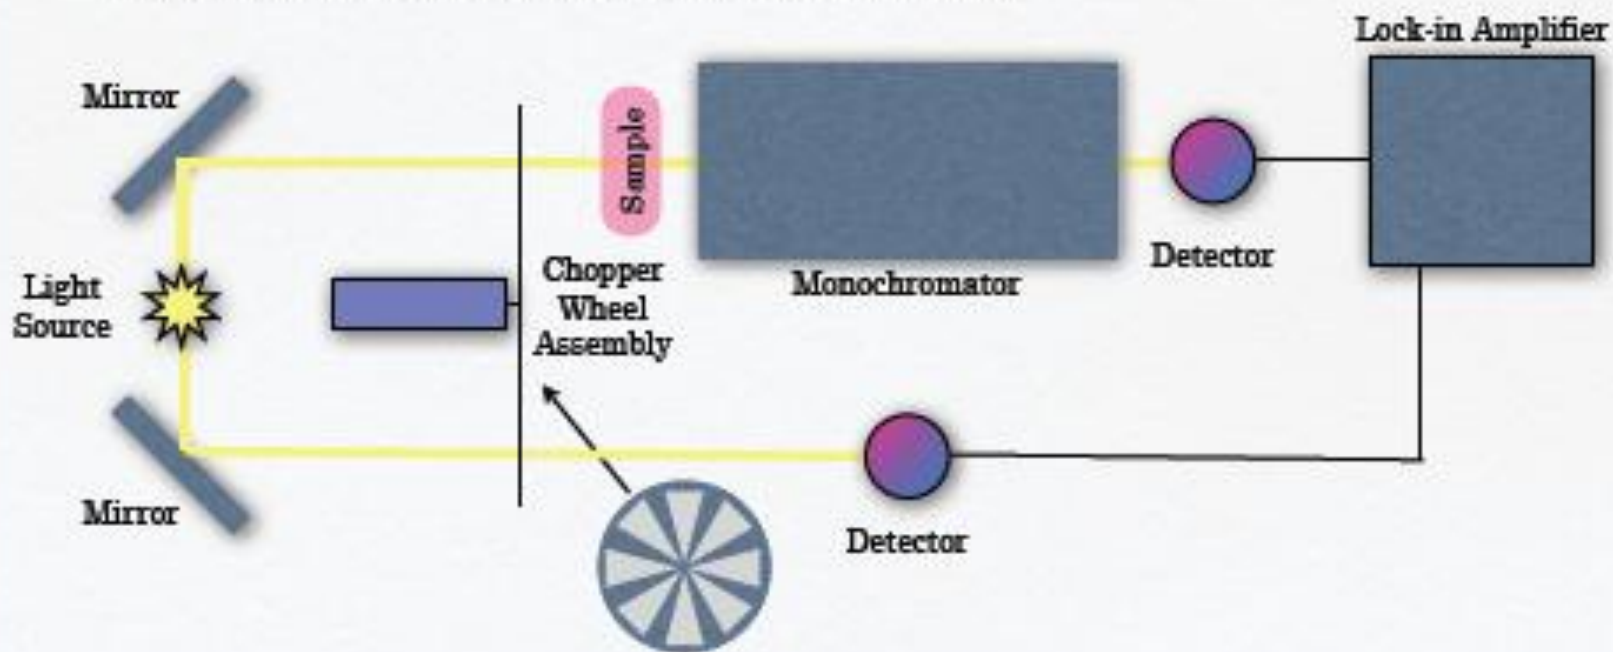 Lock-in Amplifier
Mirror
Sample
Light
Source
Chopper
Wheel
Assembly
Monochromator
Detector
Mirror
Detector